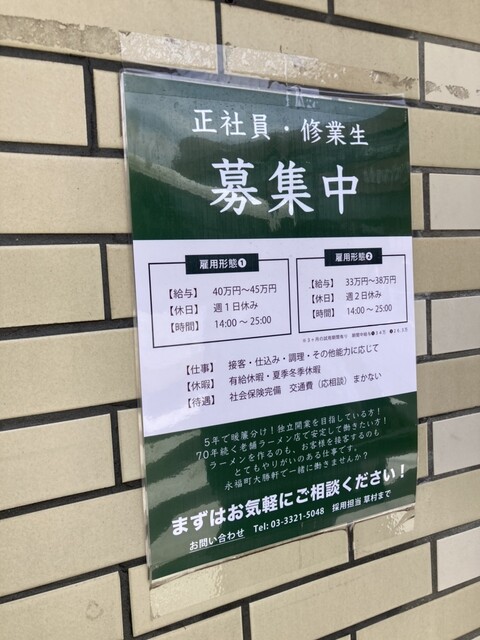 正社員・修業生
募集中
雇用形態❶
【給与】 40万円〜45万円
【休日】 週1日休み
【時間】 14:00 〜 25:00
雇用形態❷
【給与】 33万円〜38万円
【休日】 週2日休み
【時間】 14:00 〜 25:00
【仕事】 接客・仕込み・調理・その他能力に応じて
【休暇】 有給休暇・夏季冬季休暇
【待遇】 社会保険完備 交通費（応相談） まかない
5年で暖簾分け！独立開業を目指している方！
70年続く老舗ラーメン店で安定して働きたい方！
ラーメンを作るのも、お客様を接客するのも
とてもやりがいのある仕事です。
永福町大勝軒で一緒に働きませんか？
まずはお気軽にご相談ください！
お問い合わせ Tel: 03-3321-5048 採用担当 草村まで